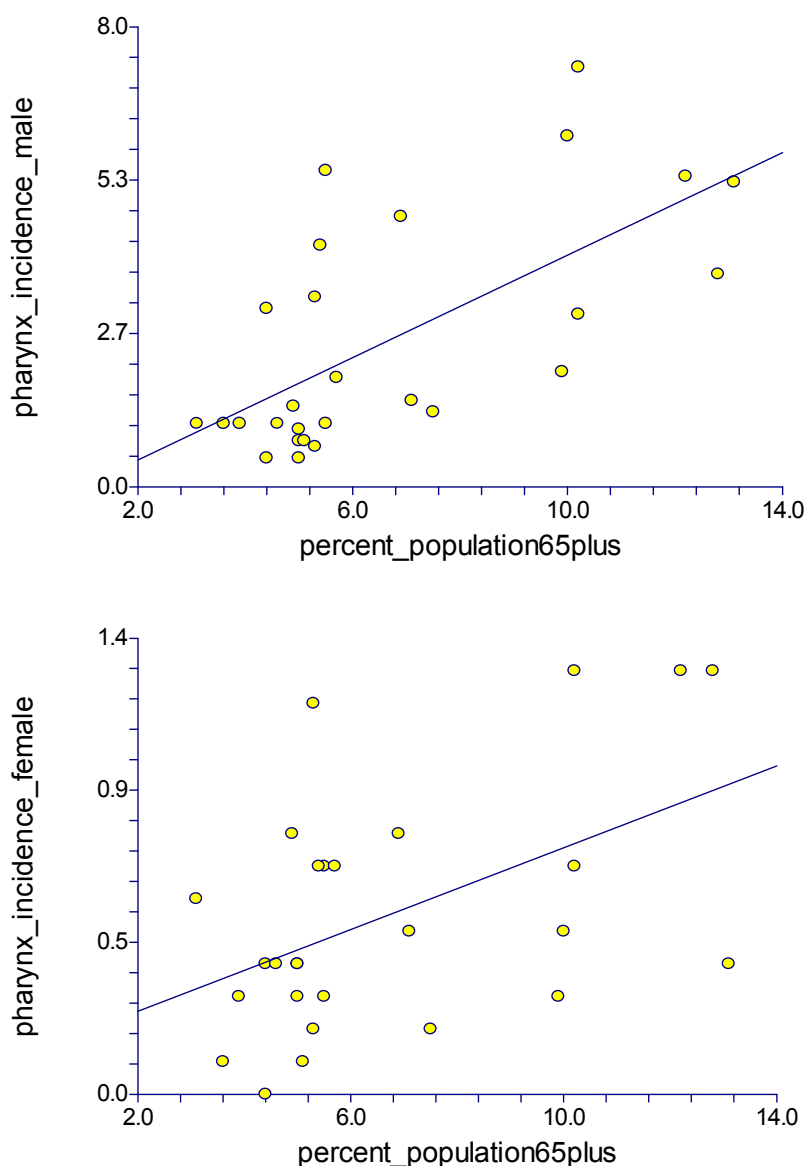 8.0
pharynx_incidence_male
5.3
2.7
0.0
2.0 6.0 10.0 14.0
percent_population65plus
1.4
pharynx_incidence_female
0.9
0.5
0.0
2.0 6.0 10.0 14.0
percent_population65plus